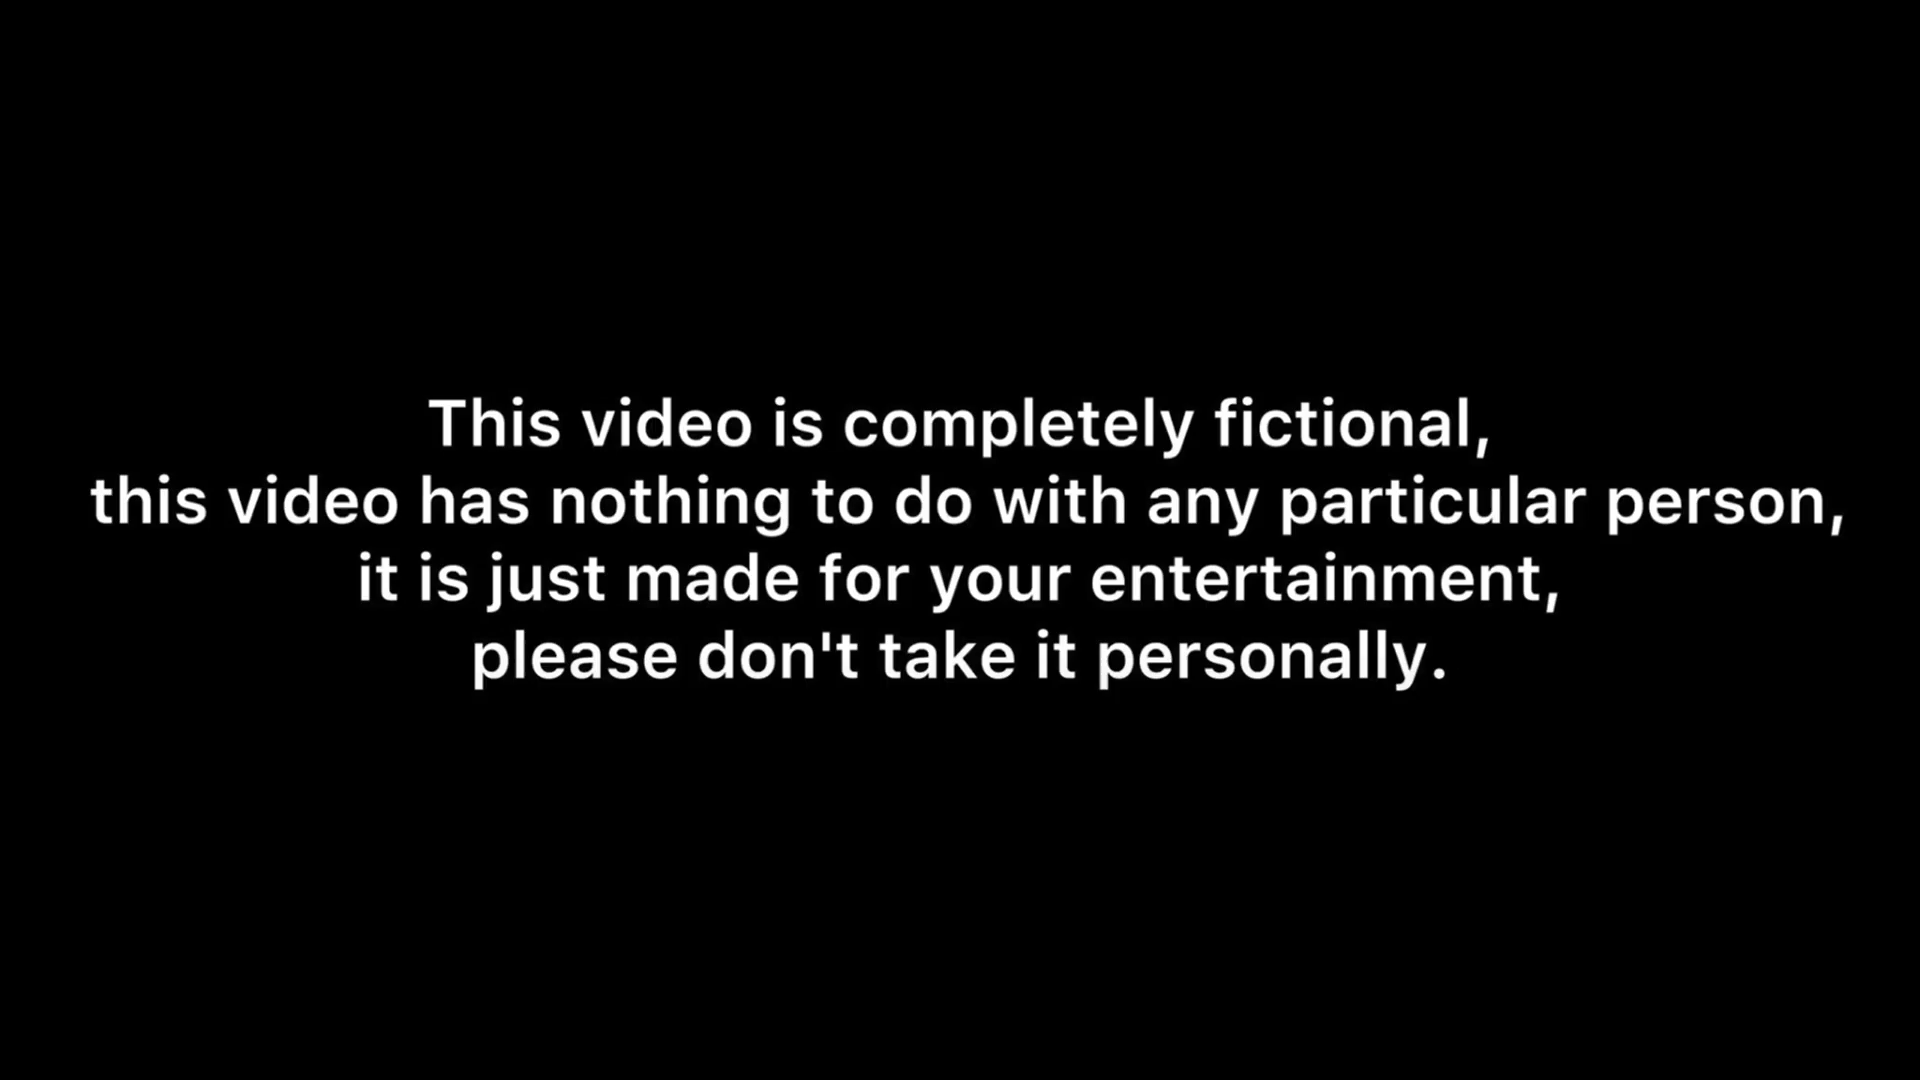 This video is completely fictional,
this video has nothing to do with any particular person,
it is just made for your entertainment,
please don't take it personally.